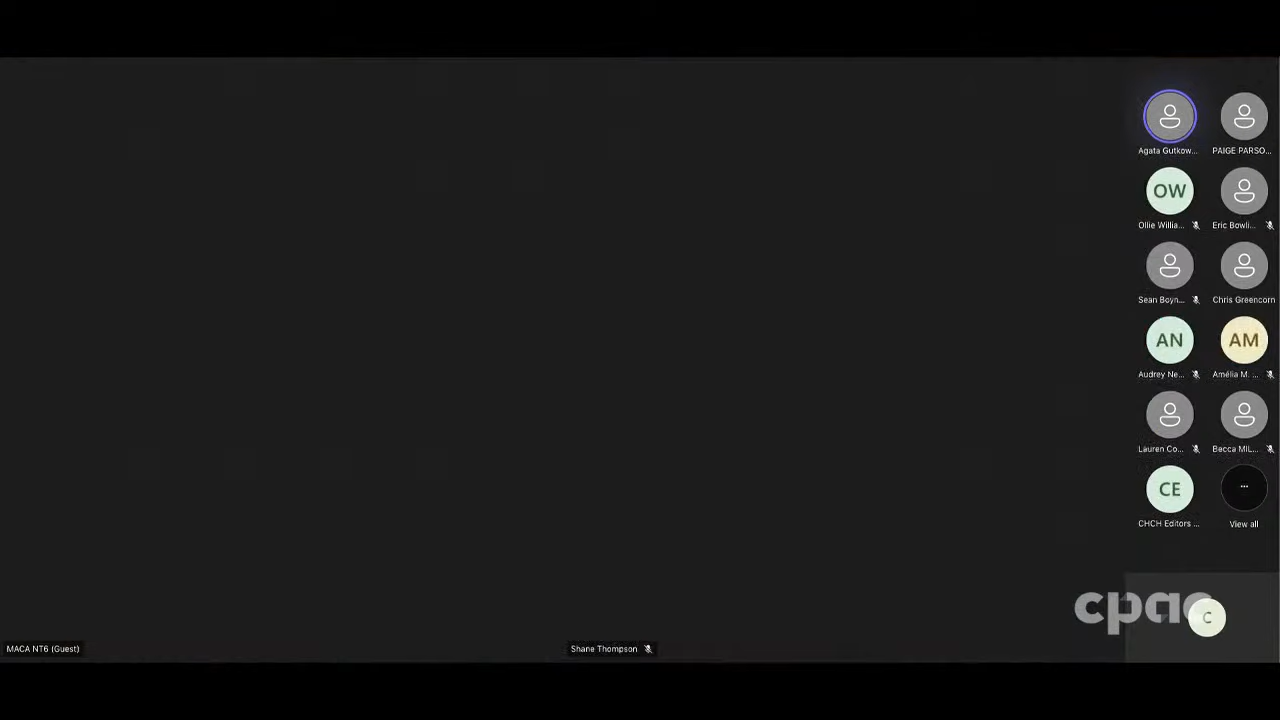 Agata Gutkow... PAIGE PARSO...
OW
Ollie Willia... Eric Bowli...
Sean Boyn... Chris Greencorn
AN AM
Audrey Ne... Amélia M. ...
Lauren Co... Becca MiL...
CE ...
CHCH Editors ... View all
cpac C
MACA NT6 (Guest) Shane Thompson